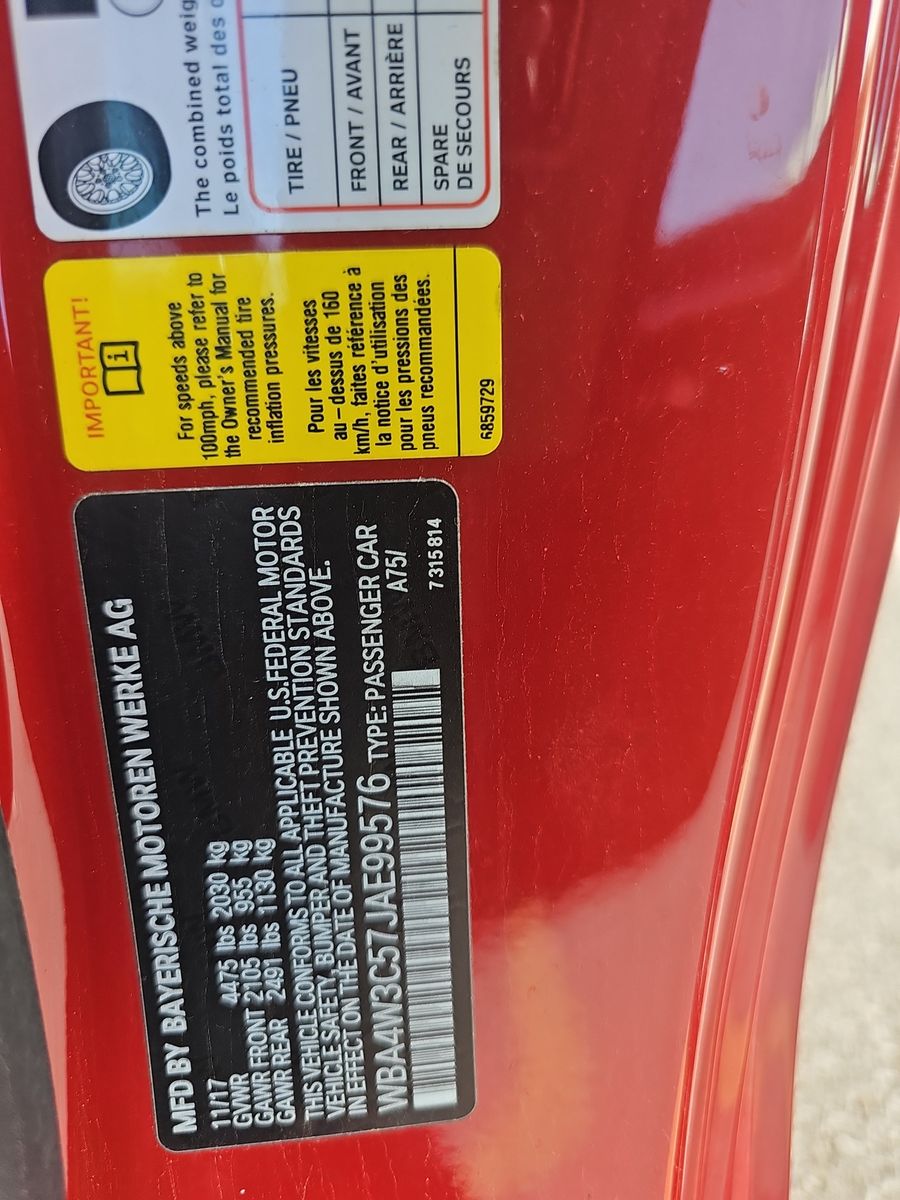 MFD BY BAYERISCHE MOTOREN WERKE AG
11/17
GVWR 4475 lbs 2030 kg
GAWR FRONT 2105 lbs 955 kg
GAWR REAR 2491 lbs 1130 kg
THIS VEHICLE CONFORMS TO ALL APPLICABLE U.S.FEDERAL MOTOR
VEHICLE SAFETY, BUMPER AND THEFT PREVENTION STANDARDS
IN EFFECT ON THE DATE OF MANUFACTURE SHOWN ABOVE.
WBA4W3C57JAE99576 TYPE: PASSENGER CAR
A75/
7 315 814
IMPORTANT!
i
For speeds above
100mph, please refer to
the Owner's Manual for
recommended tire
inflation pressures.
Pour les vitesses
au – dessus de 160
km/h, faites référence à
la notice d'utilisation
pour les pressions des
pneus recommandées.
6859729
The combined weig
Le poids total des
TIRE / PNEU
FRONT / AVANT
REAR / ARRIÈRE
SPARE
DE SECOURS